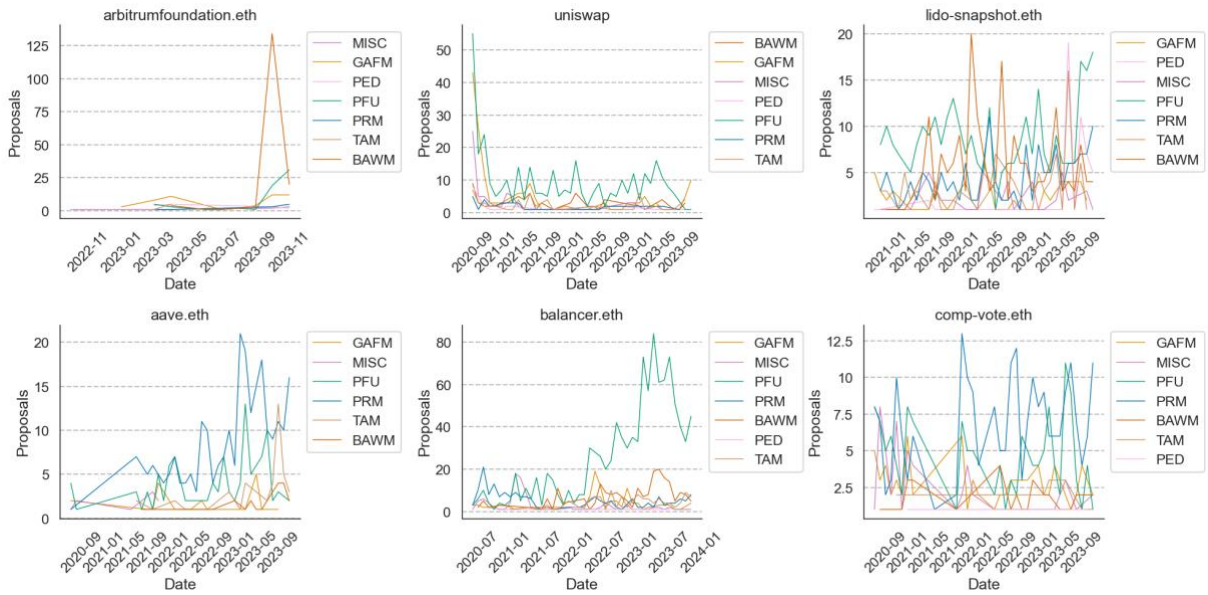 arbitrumfoundation.eth
Proposals
125
100
75
50
25
0
2022-11
2023-01
2023-03
2023-05
2023-07
2023-09
2023-11
Date
MISC
GAFM
PED
PFU
PRM
TAM
BAWM
uniswap
Proposals
50
40
30
20
10
0
2020-09
2021-01
2021-05
2021-09
2022-01
2022-05
2022-09
2023-01
2023-05
2023-09
Date
BAWM
GAFM
MISC
PED
PFU
PRM
TAM
lido-snapshot.eth
Proposals
20
15
10
5
2021-01
2021-05
2021-09
2022-01
2022-05
2022-09
2023-01
2023-05
2023-09
Date
GAFM
PED
MISC
PFU
PRM
TAM
BAWM
aave.eth
Proposals
20
15
10
5
0
2020-09
2021-01
2021-05
2021-09
2022-01
2022-05
2022-09
2023-01
2023-05
2023-09
Date
GAFM
MISC
PFU
PRM
TAM
BAWM
balancer.eth
Proposals
80
60
40
20
0
2020-07
2021-01
2021-07
2022-01
2022-07
2023-01
2023-07
2024-01
Date
GAFM
MISC
PFU
PRM
BAWM
PED
TAM
comp-vote.eth
Proposals
12.5
10
7.5
5
2.5
2020-09
2021-01
2021-05
2021-09
2022-01
2022-05
2022-09
2023-01
2023-05
2023-09
Date
GAFM
MISC
PFU
PRM
BAWM
TAM
PED